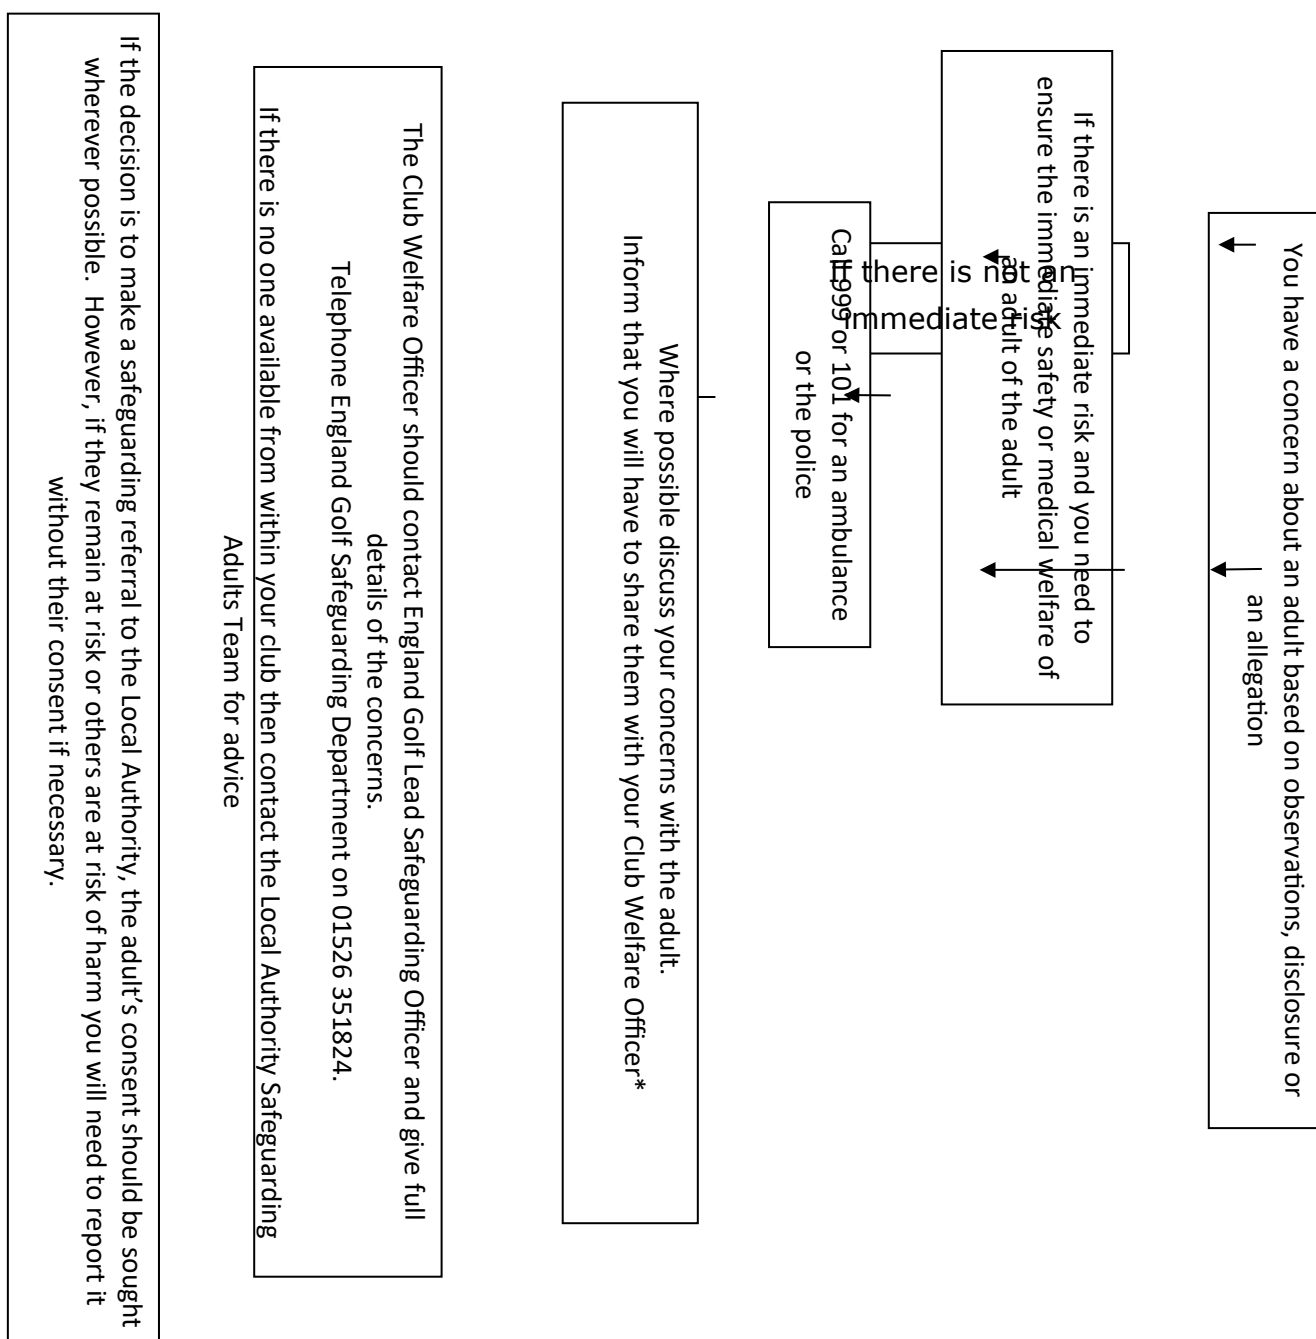 You have a concern about an adult based on observations, disclosure or
an allegation
If there is an immediate risk and you need to
ensure the immediate safety or medical welfare of
an adult of the adult
If there is not an
immediate risk
Call 999 or 101 for an ambulance
or the police
Where possible discuss your concerns with the adult.
Inform that you will have to share them with your Club Welfare Officer*
The Club Welfare Officer should contact England Golf Lead Safeguarding Officer and give full
details of the concerns.
Telephone England Golf Safeguarding Department on 01526 351824.
If there is no one available from within your club then contact the Local Authority Safeguarding
Adults Team for advice
If the decision is to make a safeguarding referral to the Local Authority, the adult’s consent should be sought
wherever possible.  However, if they remain at risk or others are at risk of harm you will need to report it
without their consent if necessary.